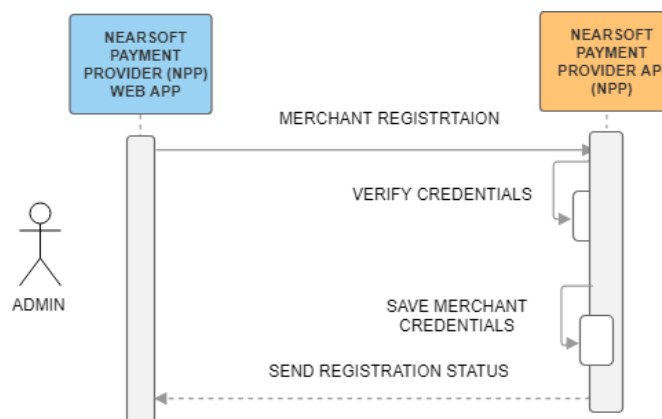 NEARSOFT
PAYMENT
PROVIDER (NPP)
WEB APP
NEARSOFT
PAYMENT
PROVIDER AP
(NPP)
MERCHANT REGISTRTAION
VERIFY CREDENTIALS
ADMIN
SAVE MERCHANT
CREDENTIALS
SEND REGISTRATION STATUS